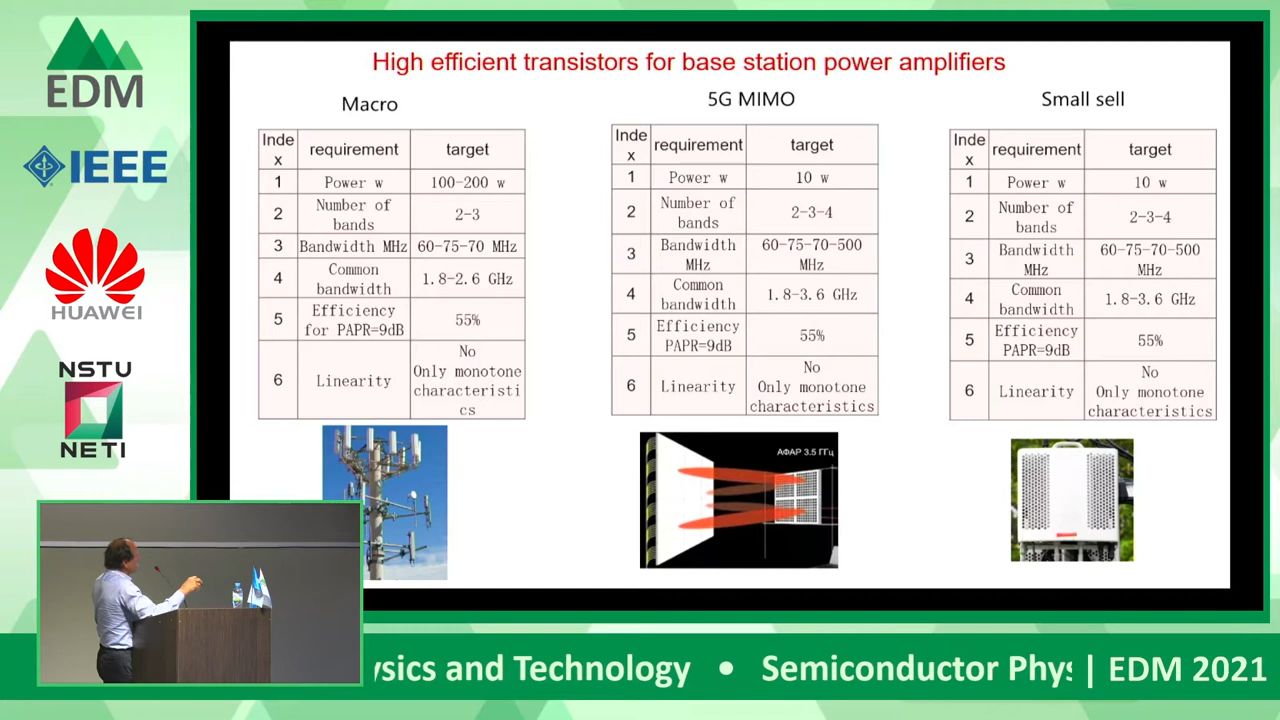 EDM
IEEE
HUAWEI
NSTU
NETI
High efficient transistors for base station power amplifiers
Macro
Inde
x
requirement
target
1
Power w
100-200 w
2
Number of
bands
2-3
3
Bandwidth MHz
60-75-70 MHz
4
Common
bandwidth
1.8-2.6 GHz
5
Efficiency
for PAPR=9dB
55%
6
Linearity
No
Only monotone
characteristi
cs
5G MIMO
Inde
x
requirement
target
1
Power w
10 w
2
Number of
bands
2-3-4
3
Bandwidth
MHz
60-75-70-500
MHz
4
Common
bandwidth
1.8-3.6 GHz
5
Efficiency
PAPR=9dB
55%
6
Linearity
No
Only monotone
characteristics
АФАР 3.5 ГГц
Small sell
Inde
x
requirement
target
1
Power w
10 w
2
Number of
bands
2-3-4
3
Bandwidth
MHz
60-75-70-500
MHz
4
Common
bandwidth
1.8-3.6 GHz
5
Efficiency
PAPR=9dB
55%
6
Linearity
No
Only monotone
characteristics
ysics and Technology • Semiconductor Phys | EDM 2021